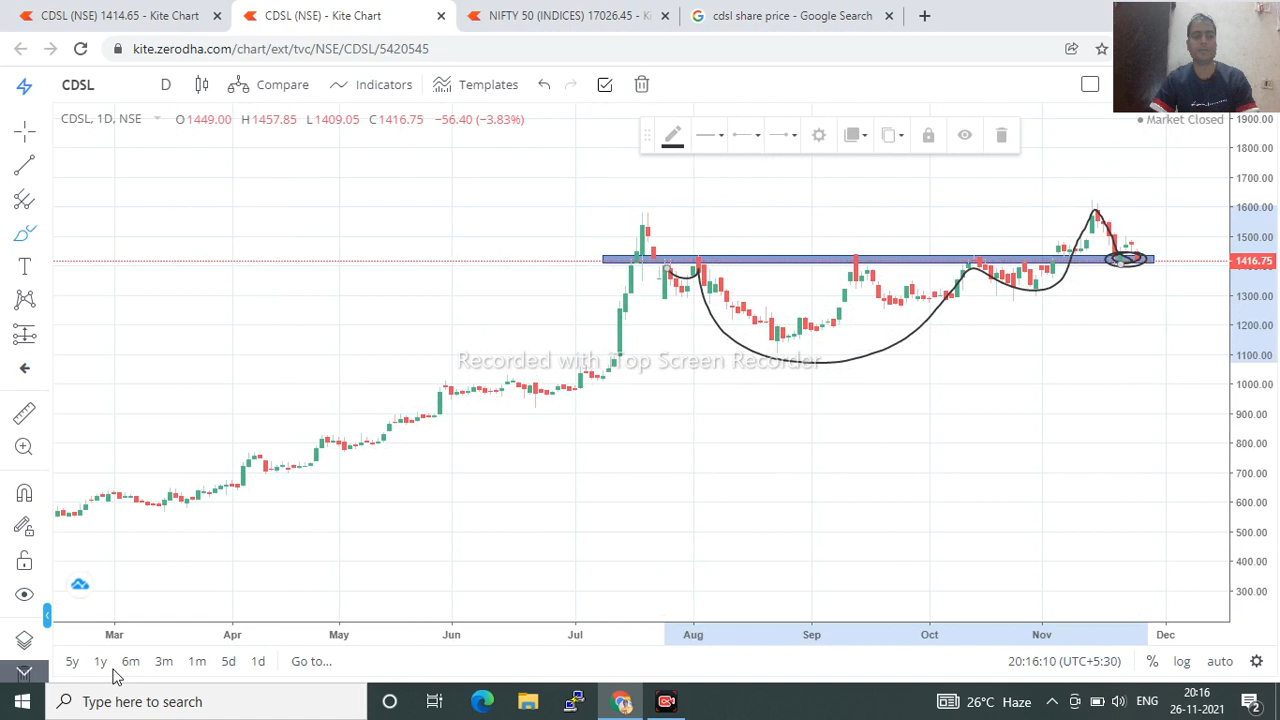 CDSL (NSE) 1414.65 - Kite Chart
CDSL (NSE) - Kite Chart
NIFTY 50 (INDICES) 17026.45 - K
cdsl share price - Google Search
kite.zerodha.com/chart/ext/tvc/NSE/CDSL/5420545
CDSL D Compare Indicators Templates
CDSL, 1D, NSE O1449.00 H1457.85 L1409.05 C1416.75 −56.40 (−3.83%)
Market Closed
1900.00
1800.00
1700.00
1600.00
1500.00
1416.75
1300.00
1200.00
1100.00
1000.00
900.00
800.00
700.00
600.00
500.00
400.00
300.00
Recorded with iTop Screen Recorder
Mar Apr May Jun Jul Aug Sep Oct Nov Dec
5y 1y 6m 3m 1m 5d 1d Go to... 20:16:10 (UTC+5:30) % log auto
Type here to search
26°C Haze
ENG
20:16
26-11-2021
2